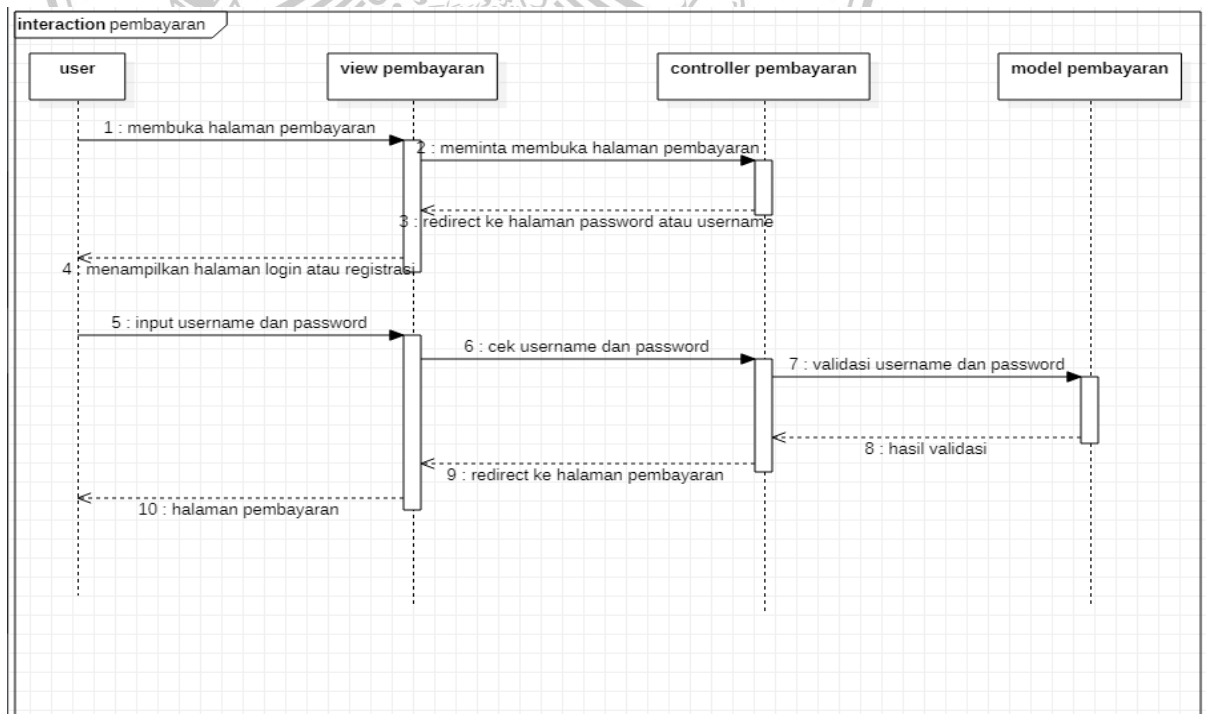 interaction pembayaran
user
view pembayaran
controller pembayaran
model pembayaran
1 : membuka halaman pembayaran
2 : meminta membuka halaman pembayaran
3 : redirect ke halaman password atau username
4 : menampilkan halaman login atau registrasi
5 : input username dan password
6 : cek username dan password
7 : validasi username dan password
8 : hasil validasi
9 : redirect ke halaman pembayaran
10 : halaman pembayaran